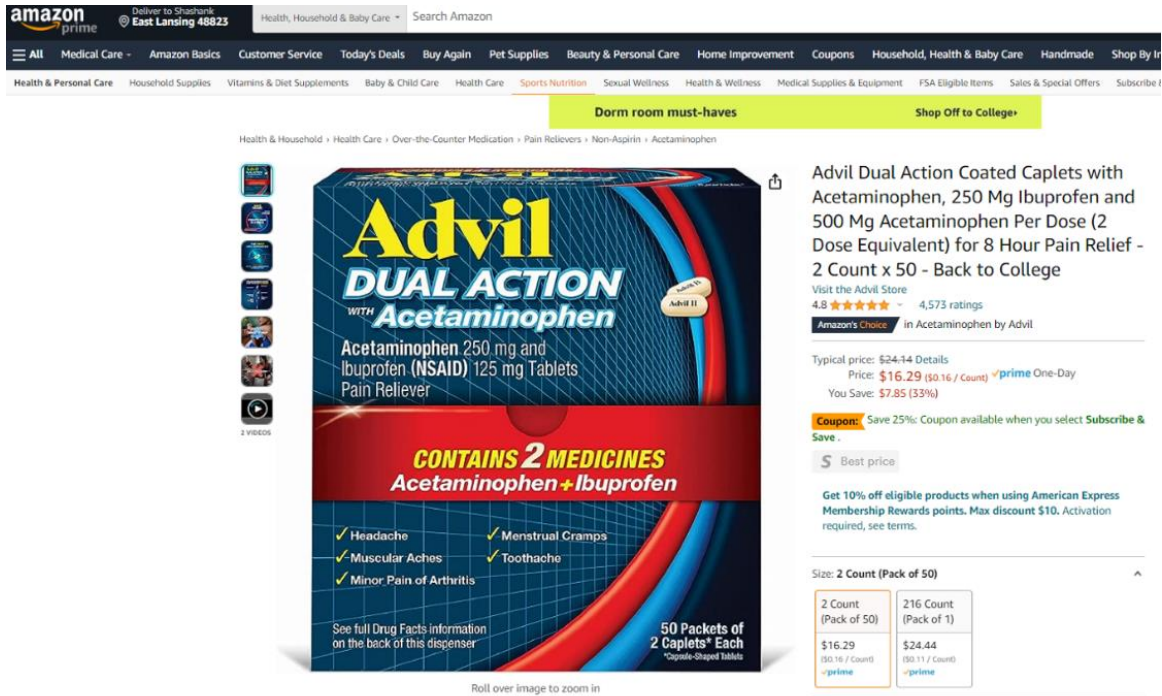 amazon
prime
Deliver to Shashank
East Lansing 48823
Health, Household & Baby Care
Search Amazon
All Medical Care Amazon Basics Customer Service Today's Deals Buy Again Pet Supplies Beauty & Personal Care Home Improvement Coupons Household, Health & Baby Care Handmade Shop By
Health & Personal Care Household Supplies Vitamins & Diet Supplements Baby & Child Care Health Care Sports Nutrition Sexual Wellness Health & Wellness Medical Supplies & Equipment FSA Eligible Items Sales & Special Offers Subscribe
Dorm room must-haves Shop Off to College›
Health & Household › Health Care › Over-the-Counter Medication › Pain Relievers › Non-Aspirin › Acetaminophen
2 VIDEOS
Advil
DUAL ACTION
WITH Acetaminophen
Advil II
Acetaminophen 250 mg and
Ibuprofen (NSAID) 125 mg Tablets
Pain Reliever
CONTAINS 2 MEDICINES
Acetaminophen+Ibuprofen
✓Headache
✓Muscular Aches
✓Minor Pain of Arthritis
✓Menstrual Cramps
✓Toothache
See full Drug Facts information
on the back of this dispenser
50 Packets of
2 Caplets* Each
*Capsule-Shaped Tablets
Roll over image to zoom in
Advil Dual Action Coated Caplets with
Acetaminophen, 250 Mg Ibuprofen and
500 Mg Acetaminophen Per Dose (2
Dose Equivalent) for 8 Hour Pain Relief -
2 Count x 50 - Back to College
Visit the Advil Store
4.8 4,573 ratings
Amazon's Choice in Acetaminophen by Advil
Typical price: $24.14 Details
Price: $16.29 ($0.16 / Count) prime One-Day
You Save: $7.85 (33%)
Coupon: Save 25%: Coupon available when you select Subscribe &
Save .
S Best price
Get 10% off eligible products when using American Express
Membership Rewards points. Max discount $10. Activation
required, see terms.
Size: 2 Count (Pack of 50)
2 Count
(Pack of 50)
$16.29
($0.16 / Count)
prime
216 Count
(Pack of 1)
$24.44
($0.11 / Count)
prime